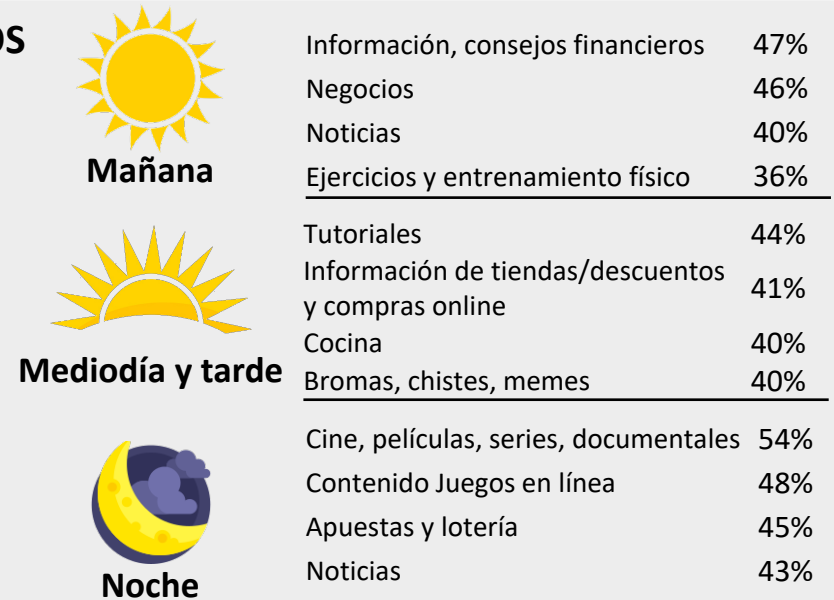 Información, consejos financieros 47%
Negocios 46%
Noticias 40%
Mañana
Ejercicios y entrenamiento físico 36%
Tutoriales 44%
Información de tiendas/descuentos
y compras online 41%
Cocina 40%
Mediodía y tarde
Bromas, chistes, memes 40%
Cine, películas, series, documentales 54%
Contenido Juegos en línea 48%
Apuestas y lotería 45%
Noticias 43%
Noche